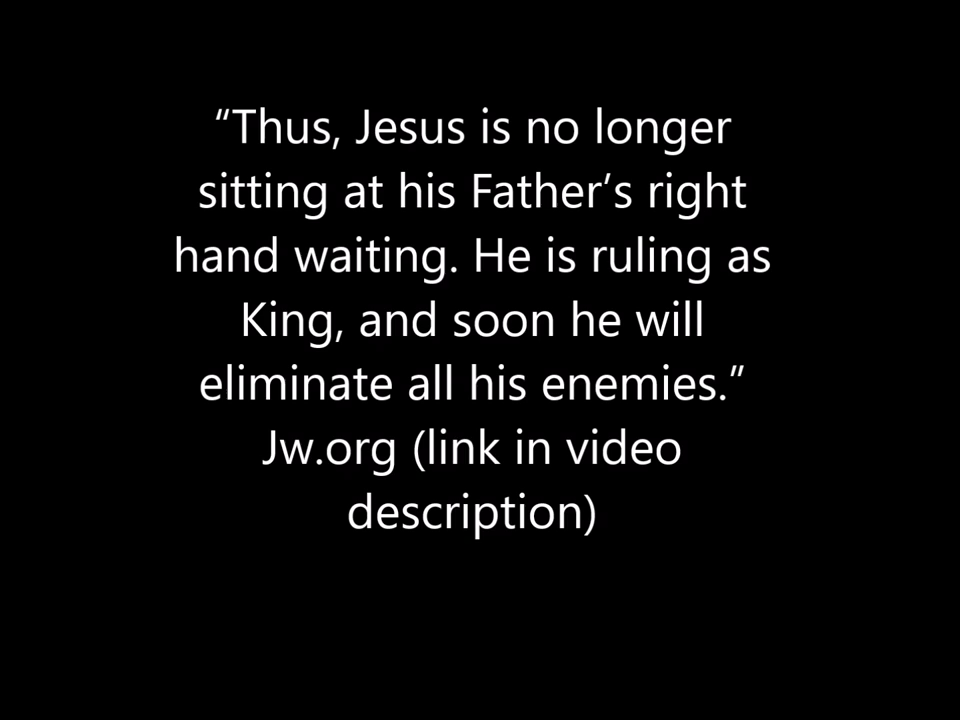 “Thus, Jesus is no longer
sitting at his Father’s right
hand waiting. He is ruling as
King, and soon he will
eliminate all his enemies.”
Jw.org (link in video
description)